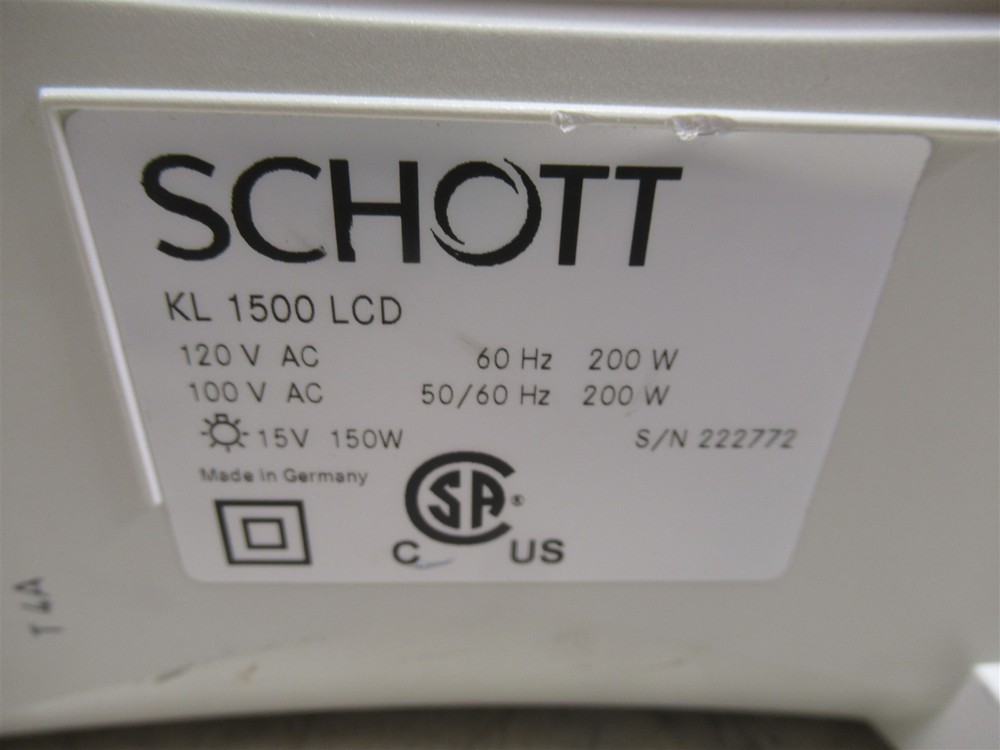 SCHOTT
KL 1500 LCD
120 V AC 60 Hz 200 W
100 V AC 50/60 Hz 200 W
15V 150W S/N 222772
Made in Germany
SA ®
C US
T 4A